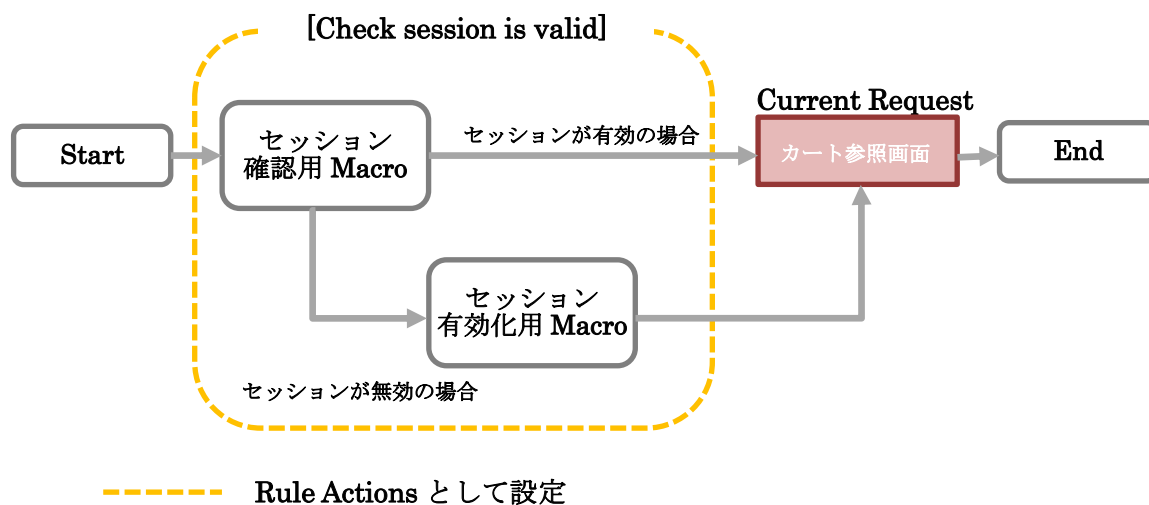 [Check session is valid]
Start
セッション
確認用 Macro
セッションが有効の場合
Current Request
カート参照画面
End
セッション
有効化用 Macro
セッションが無効の場合
Rule Actions として設定